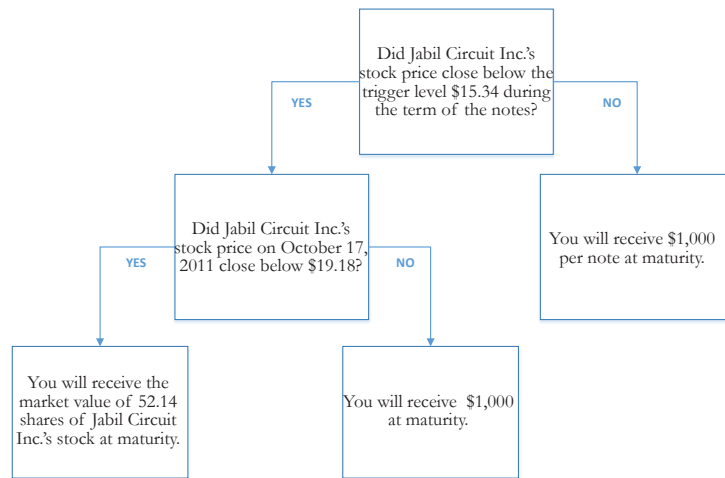 Did Jabil Circuit Inc.'s
stock price close below the
trigger level $15.34 during
the term of the notes?
YES
NO
Did Jabil Circuit Inc.'s
stock price on October 17,
2011 close below $19.18?
You will receive $1,000
per note at maturity.
YES
NO
You will receive the
market value of 52.14
shares of Jabil Circuit
Inc.'s stock at maturity.
You will receive $1,000
at maturity.